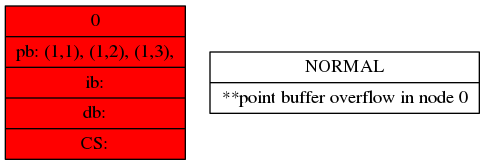 0
pb: (1,1), (1,2), (1,3),
ib:
db:
CS:
NORMAL
**point buffer overflow in node 0